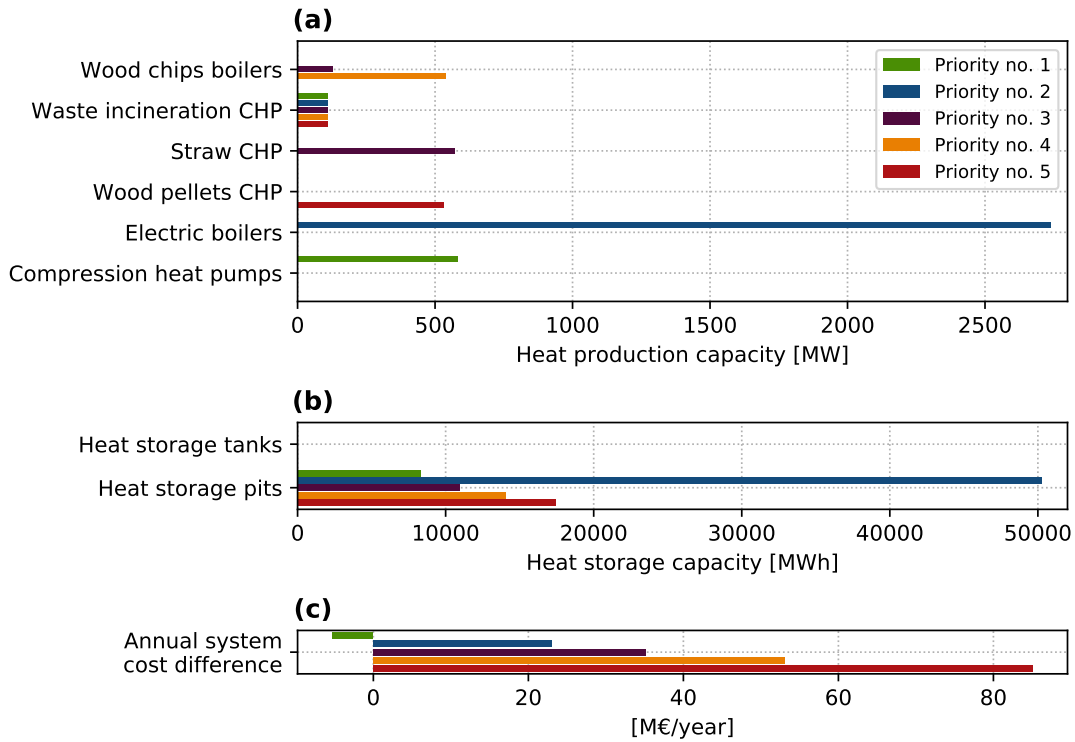 (a)
Wood chips boilers
Waste incineration CHP
Straw CHP
Wood pellets CHP
Electric boilers
Compression heat pumps
Priority no. 1
Priority no. 2
Priority no. 3
Priority no. 4
Priority no. 5
0 500 1000 1500 2000 2500
Heat production capacity [MW]
(b)
Heat storage tanks
Heat storage pits
0 10000 20000 30000 40000 50000
Heat storage capacity [MWh]
(c)
Annual system
cost difference
0 20 40 60 80
[M€/year]